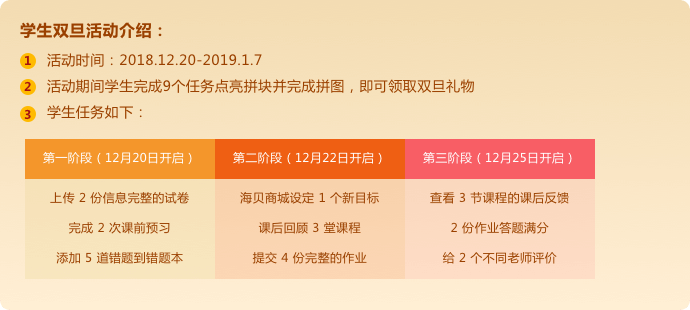 学生双旦活动介绍：
1 活动时间：2018.12.20-2019.1.7
2 活动期间学生完成9个任务点亮拼块并完成拼图，即可领取双旦礼物
3 学生任务如下：
第一阶段（12月20日开启） 第二阶段（12月22日开启） 第三阶段（12月25日开启）
上传 2 份信息完整的试卷 海贝商城设定 1 个新目标 查看 3 节课程的课后反馈
完成 2 次课前预习 课后回顾 3 堂课程 2 份作业答题满分
添加 5 道错题到错题本 提交 4 份完整的作业 给 2 个不同老师评价